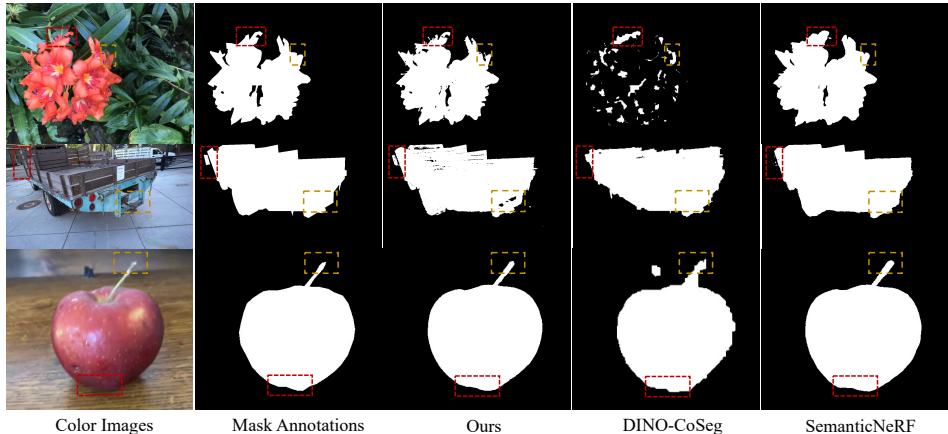 Color Images
Mask Annotations
Ours
DINO-CoSeg
SemanticNeRF